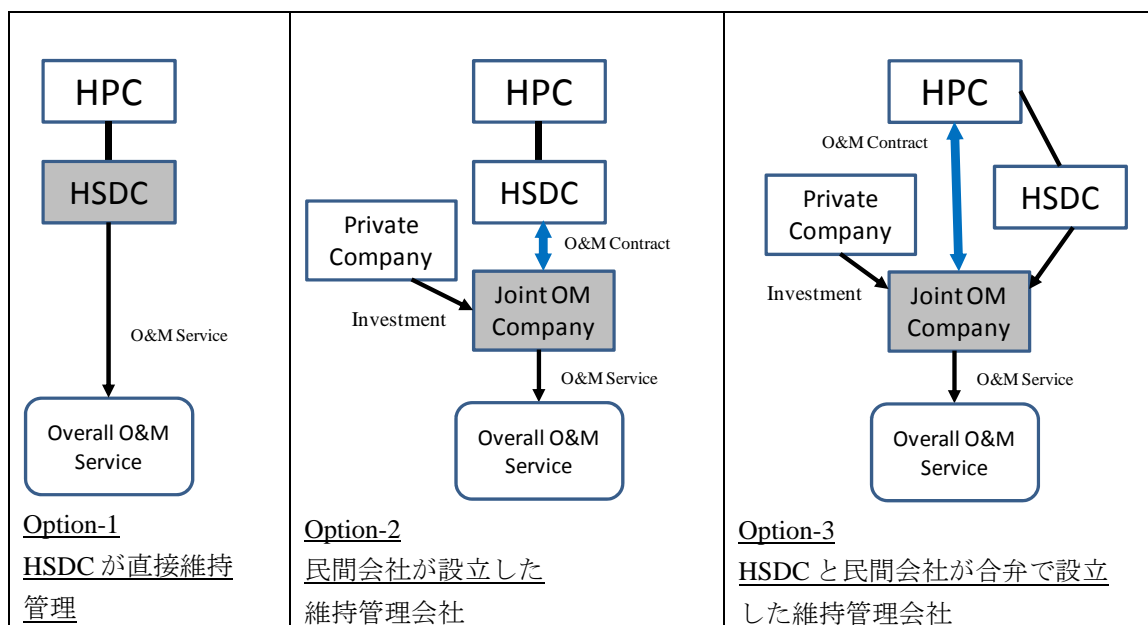 HPC
HSDC
O&M Service
Overall O&M
Service
Option-1
HSDC が直接維持
管理
HPC
HSDC
Private
Company
O&M Contract
Investment
Joint OM
Company
O&M Service
Overall O&M
Service
Option-2
民間会社が設立した
維持管理会社
HPC
O&M Contract
HSDC
Private
Company
Investment
Joint OM
Company
O&M Service
Overall O&M
Service
Option-3
HSDC と民間会社が合弁で設立
した維持管理会社